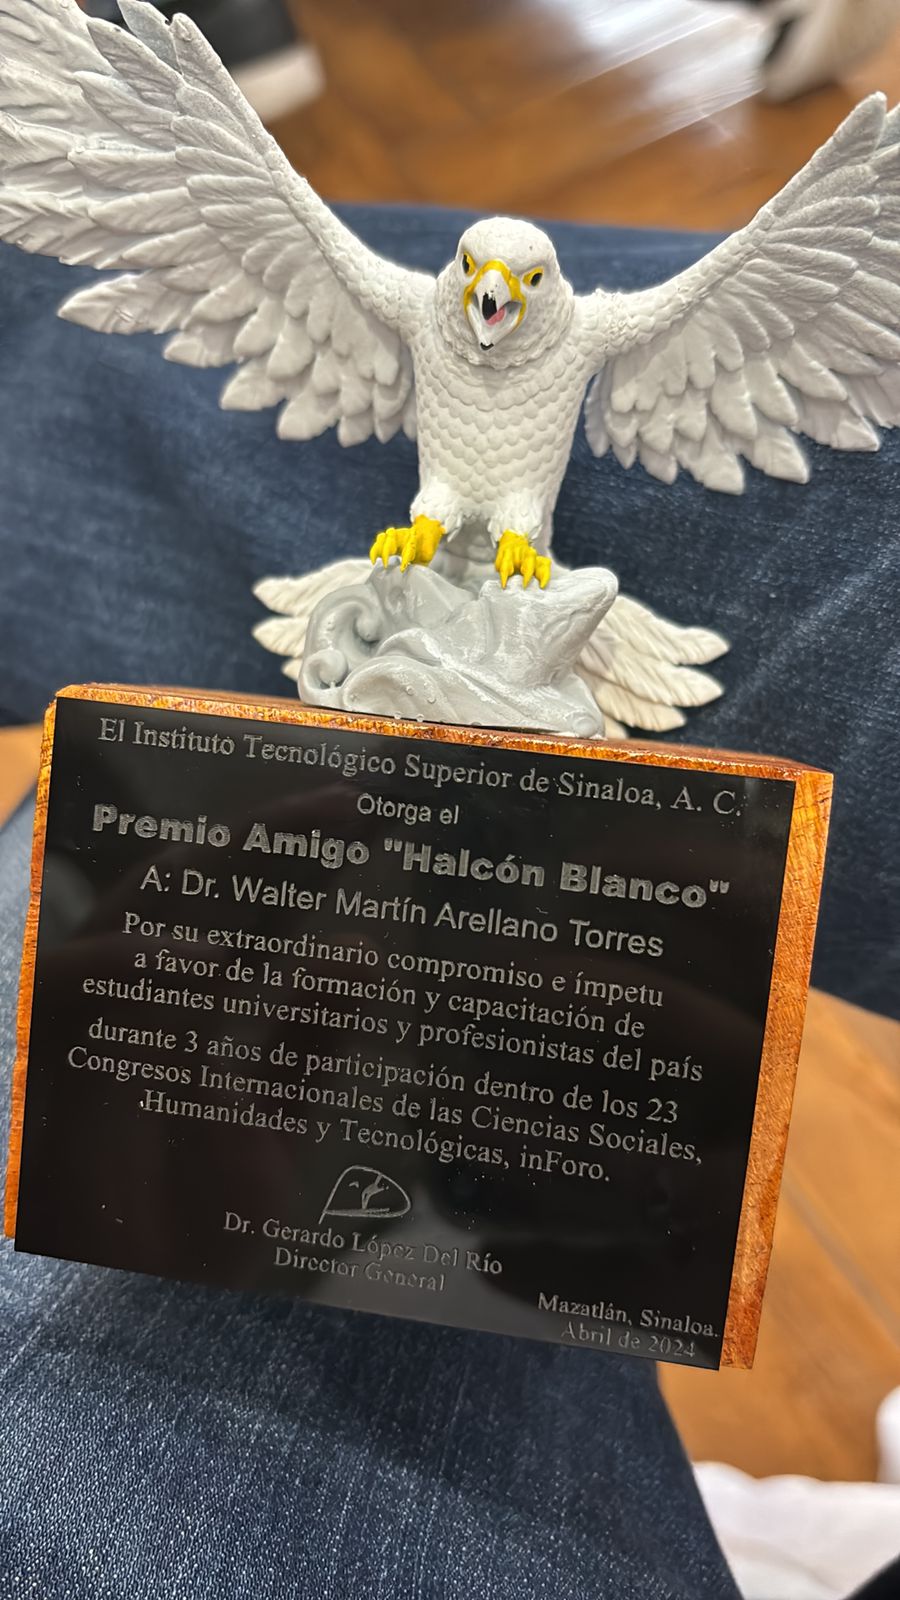 El Instituto Tecnológico Superior de Sinaloa, A. C.
Otorga el
Premio Amigo "Halcón Blanco"
A: Dr. Walter Martín Arellano Torres
Por su extraordinario compromiso e ímpetu
a favor de la formación y capacitación de
estudiantes universitarios y profesionistas del país
durante 3 años de participación dentro de los 23
Congresos Internacionales de las Ciencias Sociales,
Humanidades y Tecnológicas, inForo.
Dr. Gerardo López Del Río
Director General
Mazatlán, Sinaloa.
Abril de 2024